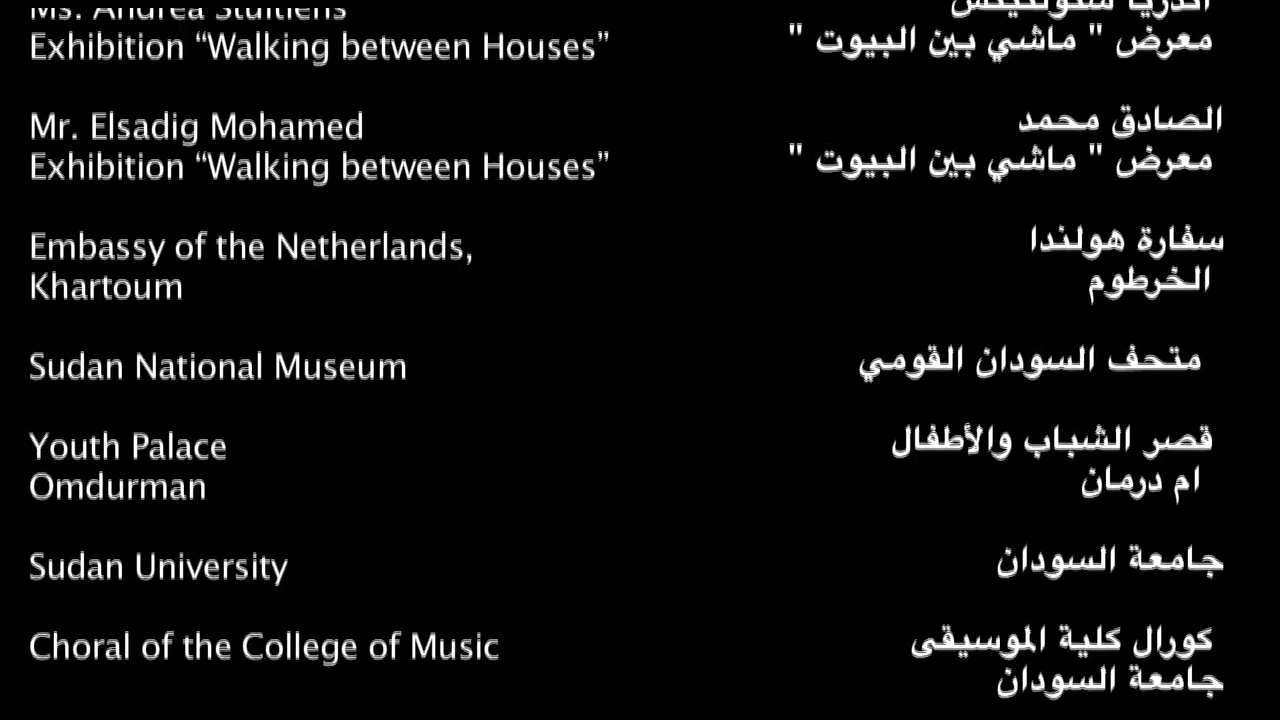 Ms. Andrea Stultiens
Exhibition “Walking between Houses”
معرض " ماشي بين البيوت "
Mr. Elsadig Mohamed
الصادق محمد
Exhibition “Walking between Houses”
معرض " ماشي بين البيوت "
Embassy of the Netherlands,
سفارة هولندا
Khartoum
الخرطوم
Sudan National Museum
متحف السودان القومي
Youth Palace
قصر الشباب والأطفال
Omdurman
ام درمان
Sudan University
جامعة السودان
Choral of the College of Music
كورال كلية الموسيقى
جامعة السودان